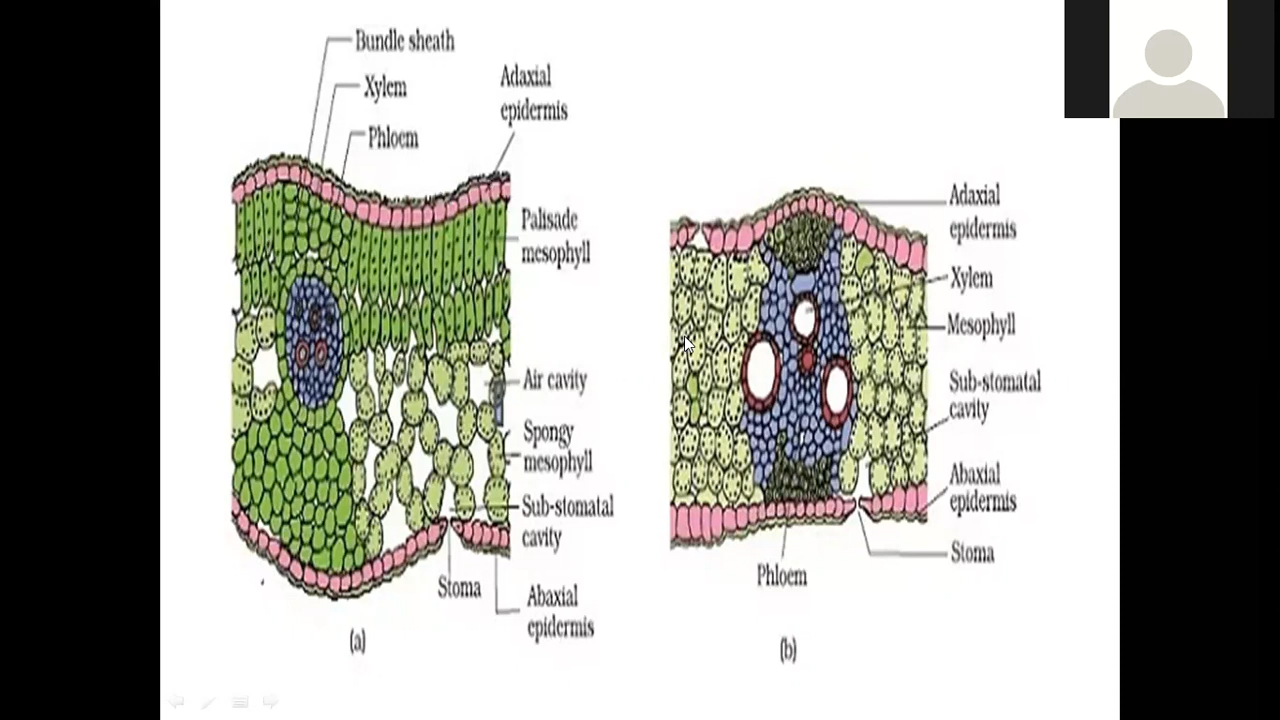 Bundle sheath
Xylem
Phloem
Adaxial
epidermis
Palisade
mesophyll
Air cavity
Spongy
mesophyll
Sub-stomatal
cavity
Stoma
Abaxial
epidermis
(a)
Adaxial
epidermis
Xylem
Mesophyll
Sub-stomatal
cavity
Abaxial
epidermis
Stoma
Phloem
(b)